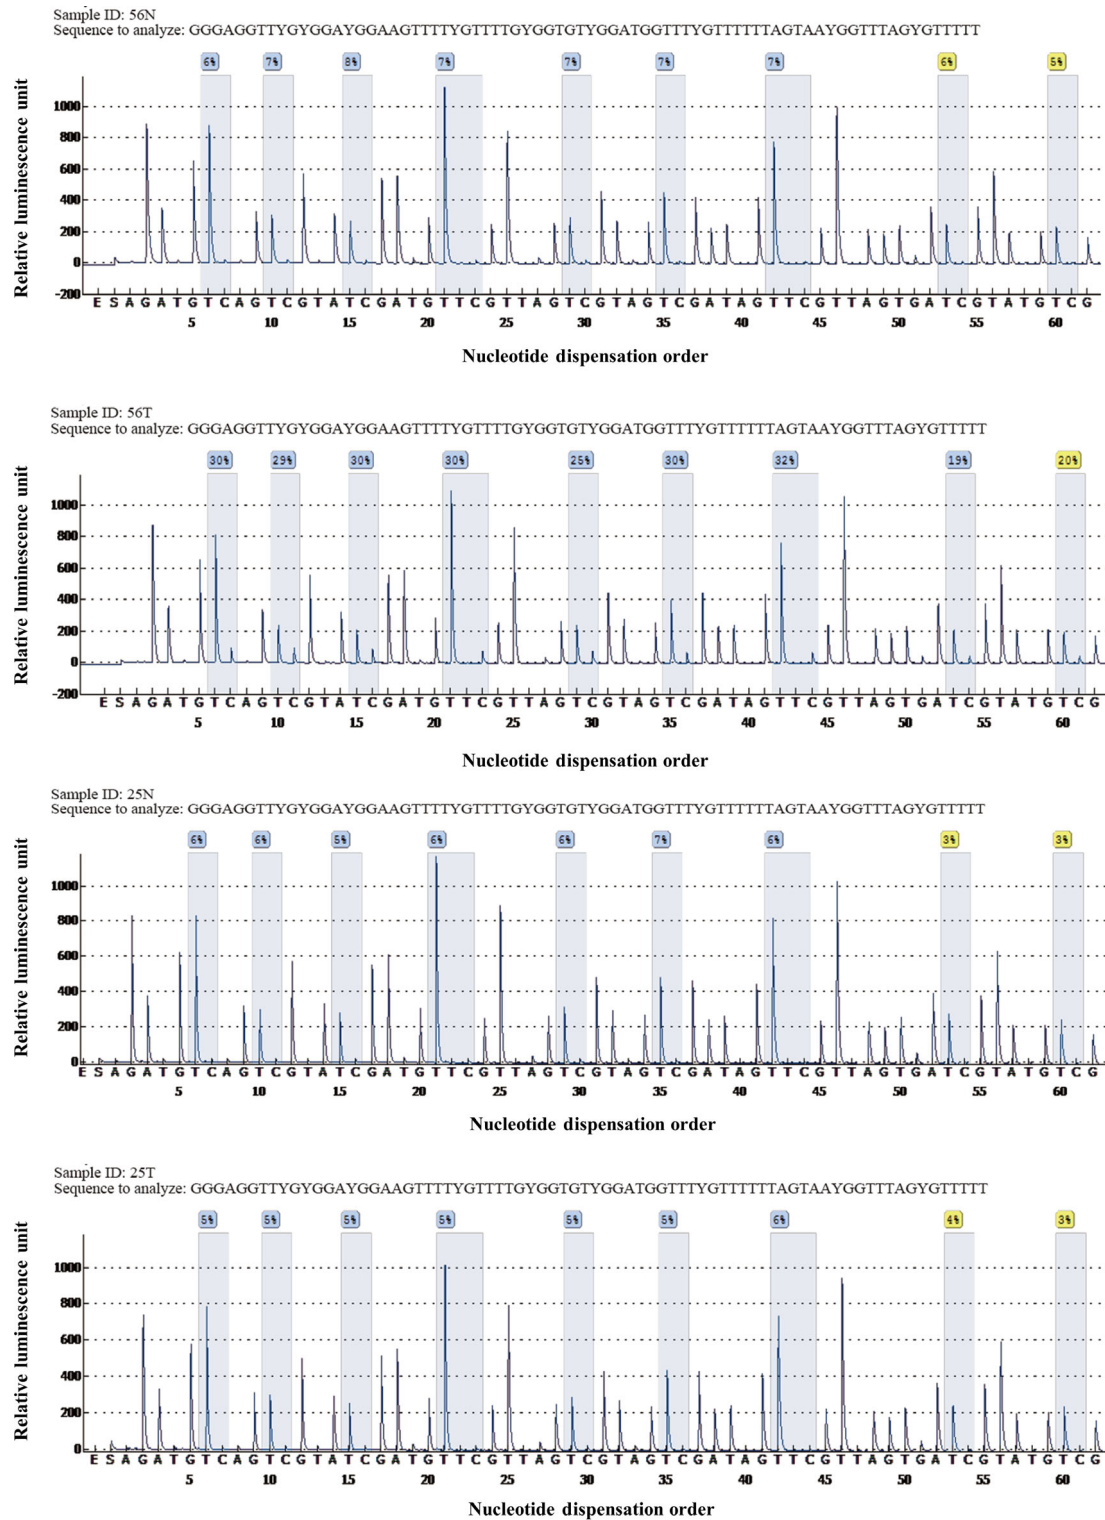 Sample ID: 56N
Sequence to analyze: GGGAGGTTYGYGGAYGGAAGTTTTYGTTTTGYGGTGTYGGATGGTTTYGTTTTTTAGTAAYGGTTTAGYGTTTTT
6% 7% 8% 7% 7% 7% 7% 6% 5%
Relative luminescence unit
1000
800
600
400
200
0
-200
E S A G A T G T C A G T C G T A T C G A T G T T C G T T A G T C G T A G T C G A T A G T T C G T T A G T G A T C G T A T G T C G
5 10 15 20 25 30 35 40 45 50 55 60
Nucleotide dispensation order
Sample ID: 56T
Sequence to analyze: GGGAGGTTYGYGGAYGGAAGTTTTYGTTTTGYGGTGTYGGATGGTTTYGTTTTTTAGTAAYGGTTTAGYGTTTTT
30% 29% 30% 30% 25% 30% 32% 19% 20%
Relative luminescence unit
1000
800
600
400
200
0
-200
E S A G A T G T C A G T C G T A T C G A T G T T C G T T A G T C G T A G T C G A T A G T T C G T T A G T G A T C G T A T G T C G
5 10 15 20 25 30 35 40 45 50 55 60
Nucleotide dispensation order
Sample ID: 25N
Sequence to analyze: GGGAGGTTYGYGGAYGGAAGTTTTYGTTTTGYGGTGTYGGATGGTTTYGTTTTTTAGTAAYGGTTTAGYGTTTTT
6% 6% 5% 6% 6% 7% 6% 3% 3%
Relative luminescence unit
1000
800
600
400
200
0
E S A G A T G T C A G T C G T A T C G A T G T T C G T T A G T C G T A G T C G A T A G T T C G T T A G T G A T C G T A T G T C G
5 10 15 20 25 30 35 40 45 50 55 60
Nucleotide dispensation order
Sample ID: 25T
Sequence to analyze: GGGAGGTTYGYGGAYGGAAGTTTTYGTTTTGYGGTGTYGGATGGTTTYGTTTTTTAGTAAYGGTTTAGYGTTTTT
5% 5% 5% 5% 5% 5% 6% 4% 3%
Relative luminescence unit
1000
800
600
400
200
0
E S A G A T G T C A G T C G T A T C G A T G T T C G T T A G T C G T A G T C G A T A G T T C G T T A G T G A T C G T A T G T C G
5 10 15 20 25 30 35 40 45 50 55 60
Nucleotide dispensation order